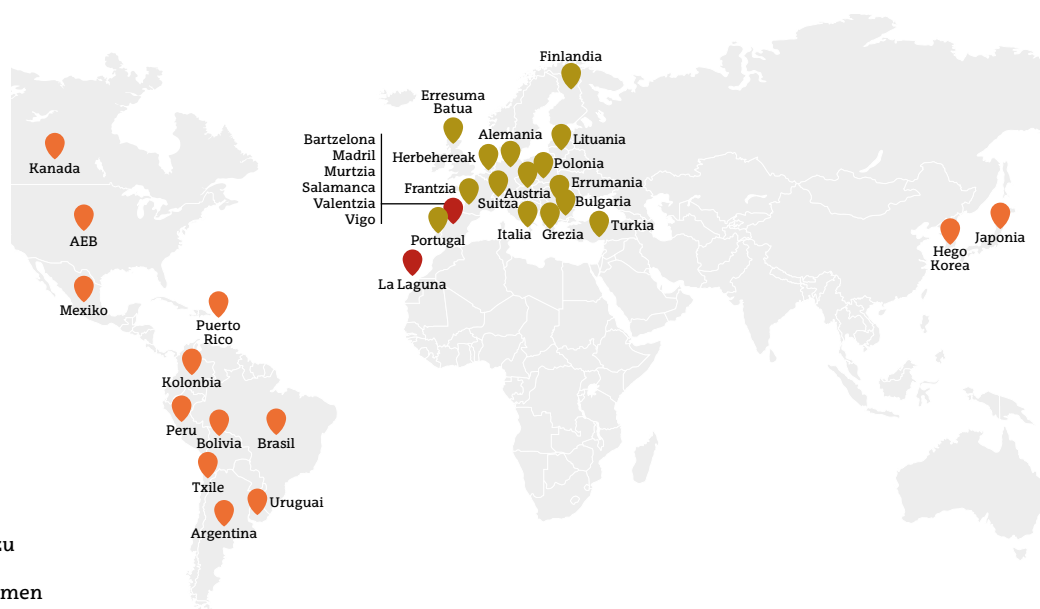 Finlandia
Erresuma
Batua
Alemania
Lituania
Bartzelona
Madril
Murtzia
Salamanca
Valentzia
Vigo
Herbehereak
Polonia
Frantzia
Suitza
Austria
Errumania
Bulgaria
Portugal
Italia
Grezia
Turkia
La Laguna
Kanada
AEB
Mexiko
Puerto
Rico
Kolonbia
Peru
Bolivia
Brasil
Txile
Uruguai
Argentina
Hego
Korea
Japonia
zu
men